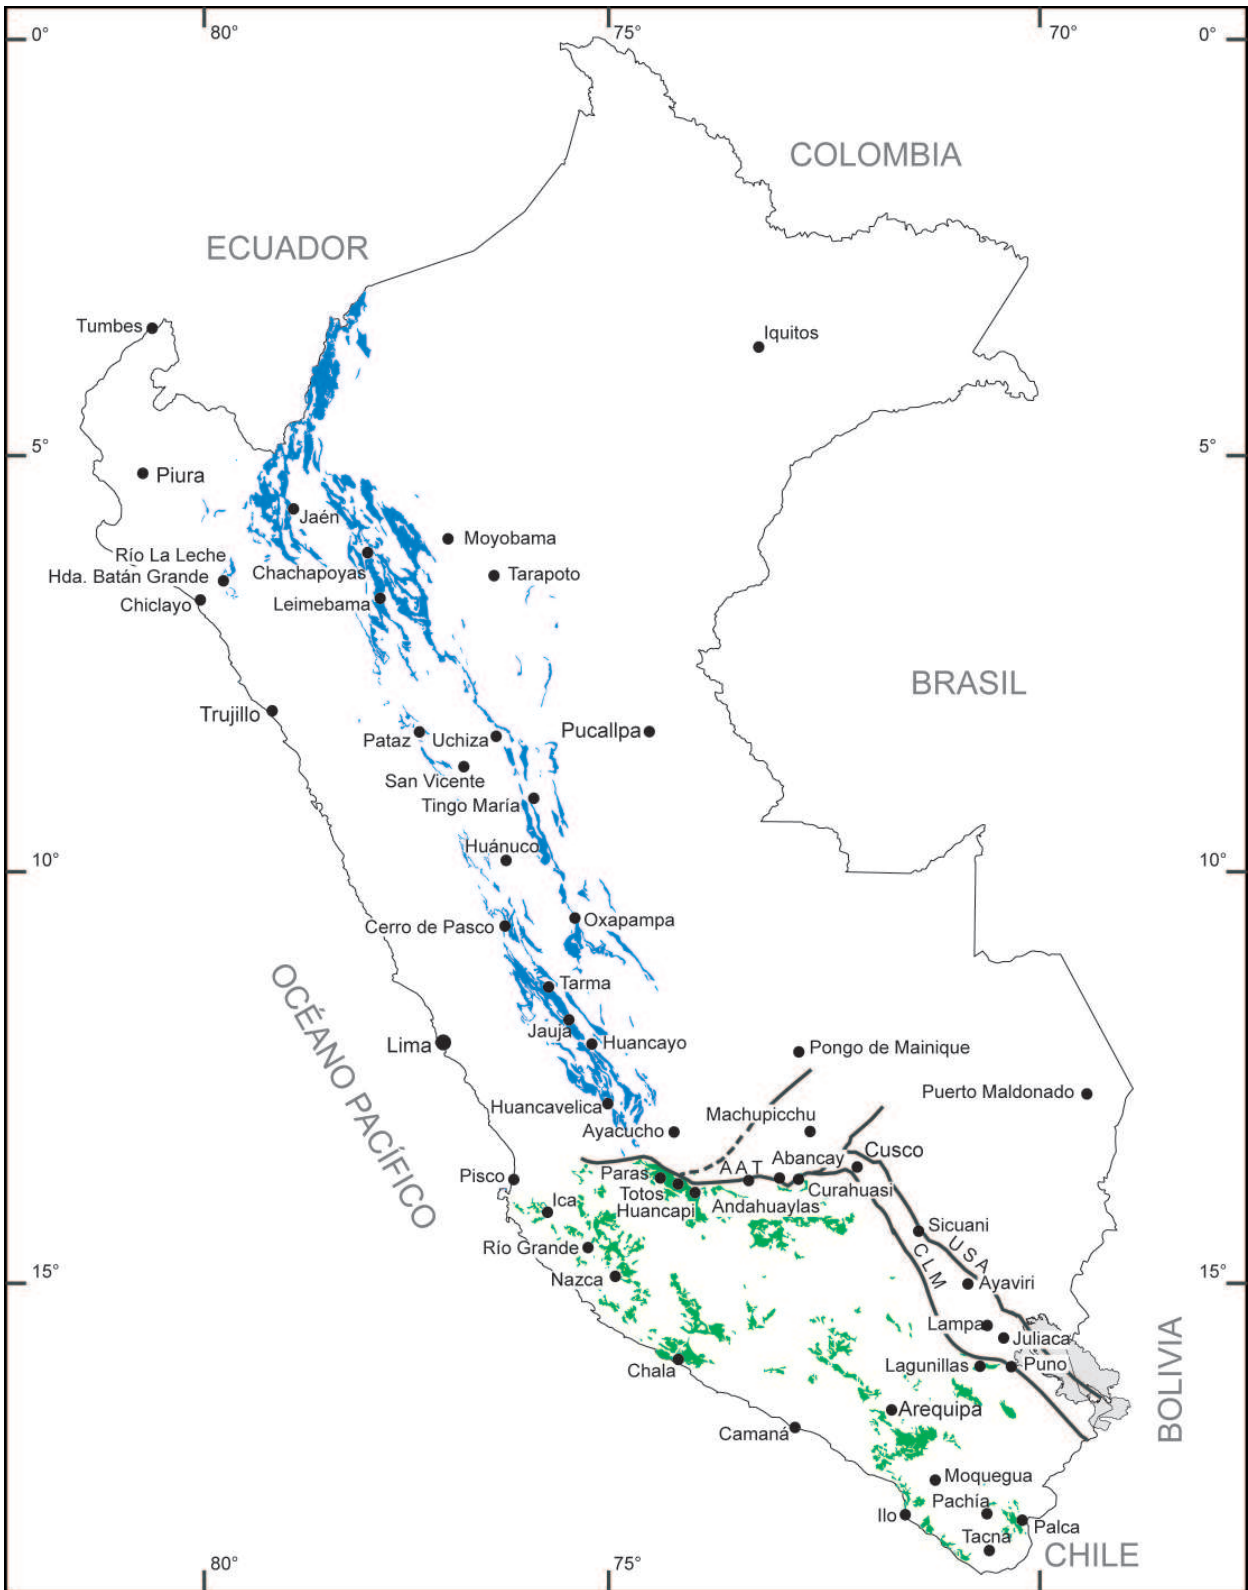 80°
75°
70°
0°
0°
COLOMBIA
ECUADOR
Tumbes
Iquitos
5°
5°
Piura
Jaén
Moyobamba
Río La Leche
Chachapoyas
Tarapoto
Hda. Batán Grande
Chiclayo
Leimebama
BRASIL
Trujillo
Pataz
Uchiza
Pucallpa
San Vicente
Tingo María
Huánuco
10°
10°
Cerro de Pasco
Oxapampa
OCÉANO PACÍFICO
Tarma
Jauja
Lima
Huancayo
Pongo de Mainique
Puerto Maldonado
Huancavelica
Machupicchu
Ayacucho
Abancay
Cusco
Pisco
Paras
AAT
Curahuasi
Totos
Ica
Huancapi
Andahuaylas
Sicuani
Río Grande
USA
CLM
Nazca
15°
15°
Ayaviri
Lampa
Juliaca
Chala
Lagunillas
Puno
BOLIVIA
Arequipa
Camaná
Moquegua
Pachía
Ilo
Palca
Tacna
CHILE
80°
75°